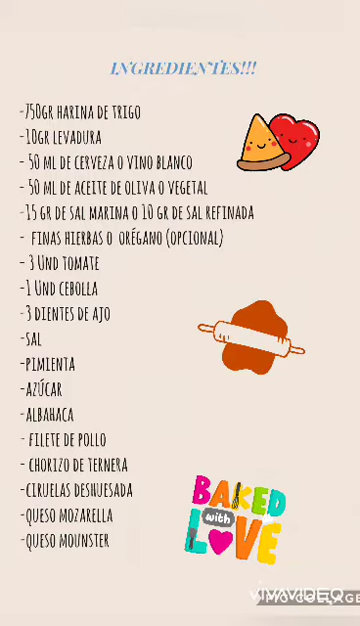 INGREDIENTES!!!
-750gr harina de trigo
-10gr levadura
- 50 ml de cerveza o vino blanco
- 50 ml de aceite de oliva o vegetal
-15 gr de sal marina o 10 gr de sal refinada
- finas hierbas o orégano (opcional)
- 3 Und tomate
-1 Und cebolla
-3 dientes de ajo
-sal
-pimienta
-azúcar
-albahaca
- filete de pollo
- chorizo de ternera
-ciruelas deshuesada
-queso mozarella
-queso mounster
BAKED
with
LOVE
VIVAVIDEO
PIC COLLAGE